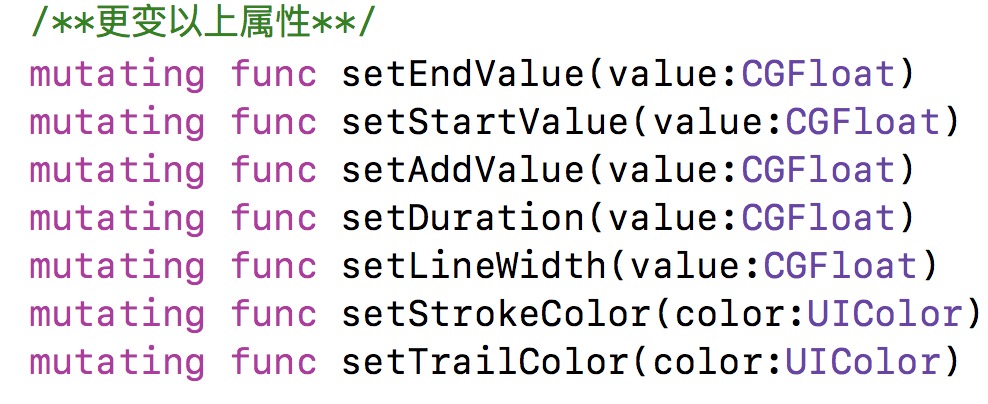 /**更变以上属性**/
mutating func setEndValue(value:CGFloat)
mutating func setStartValue(value:CGFloat)
mutating func setAddValue(value:CGFloat)
mutating func setDuration(value:CGFloat)
mutating func setLineWidth(value:CGFloat)
mutating func setStrokeColor(color:UIColor)
mutating func setTrailColor(color:UIColor)